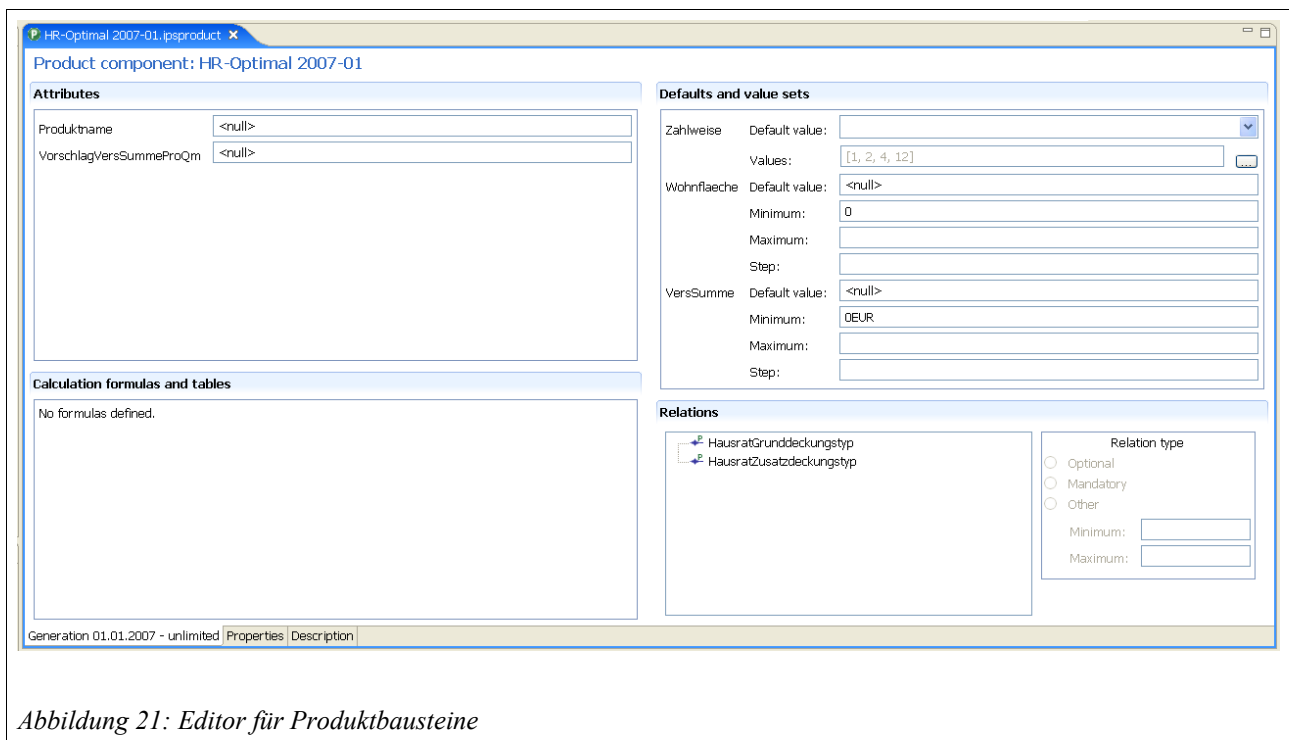 HR-Optimal 2007-01.ipsproduct
Product component: HR-Optimal 2007-01
Attributes
Produktname <null>
VorschlagVersSummeProQm <null>
Calculation formulas and tables
No formulas defined.
Defaults and value sets
Zahlweise Default value:
Values: [1, 2, 4, 12] ...
Wohnflaeche Default value: <null>
Minimum: 0
Maximum:
Step:
VersSumme Default value: <null>
Minimum: 0EUR
Maximum:
Step:
Relations
HausratGrunddeckungstyp
HausratZusatzdeckungstyp
Relation type
Optional
Mandatory
Other
Minimum:
Maximum:
Generation 01.01.2007 - unlimited Properties Description
Abbildung 21: Editor für Produktbausteine